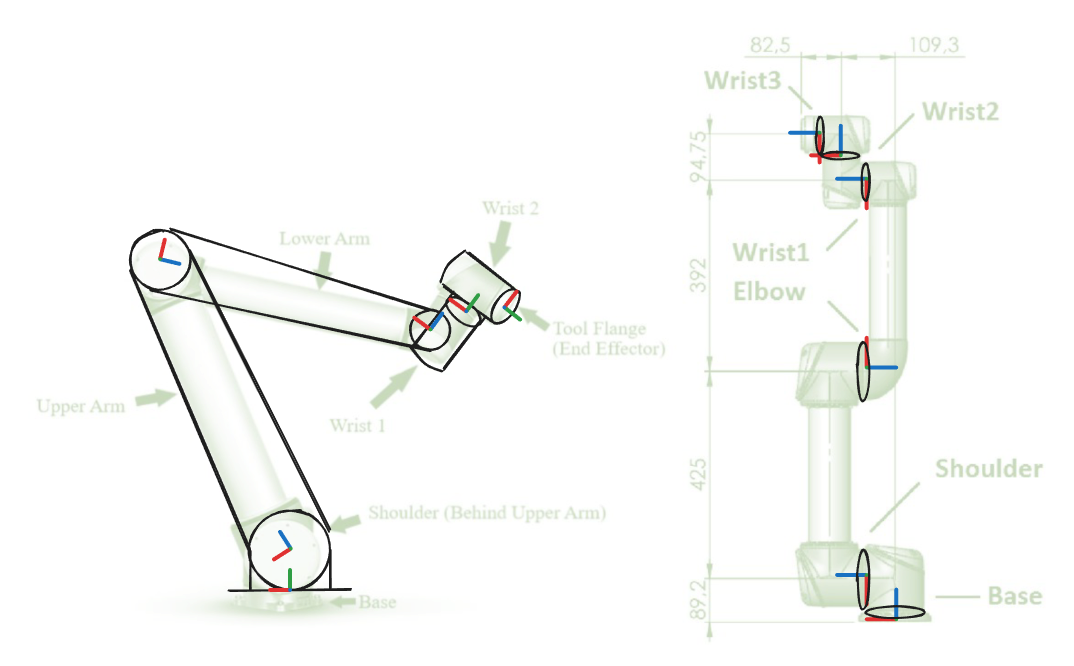 Wrist 2
Lower Arm
Tool Flange
(End Effector)
Upper Arm
Wrist 1
Shoulder (Behind Upper Arm)
Base
82,5
109,3
Wrist3
Wrist2
94,75
Wrist1
392
Elbow
425
Shoulder
89,2
Base